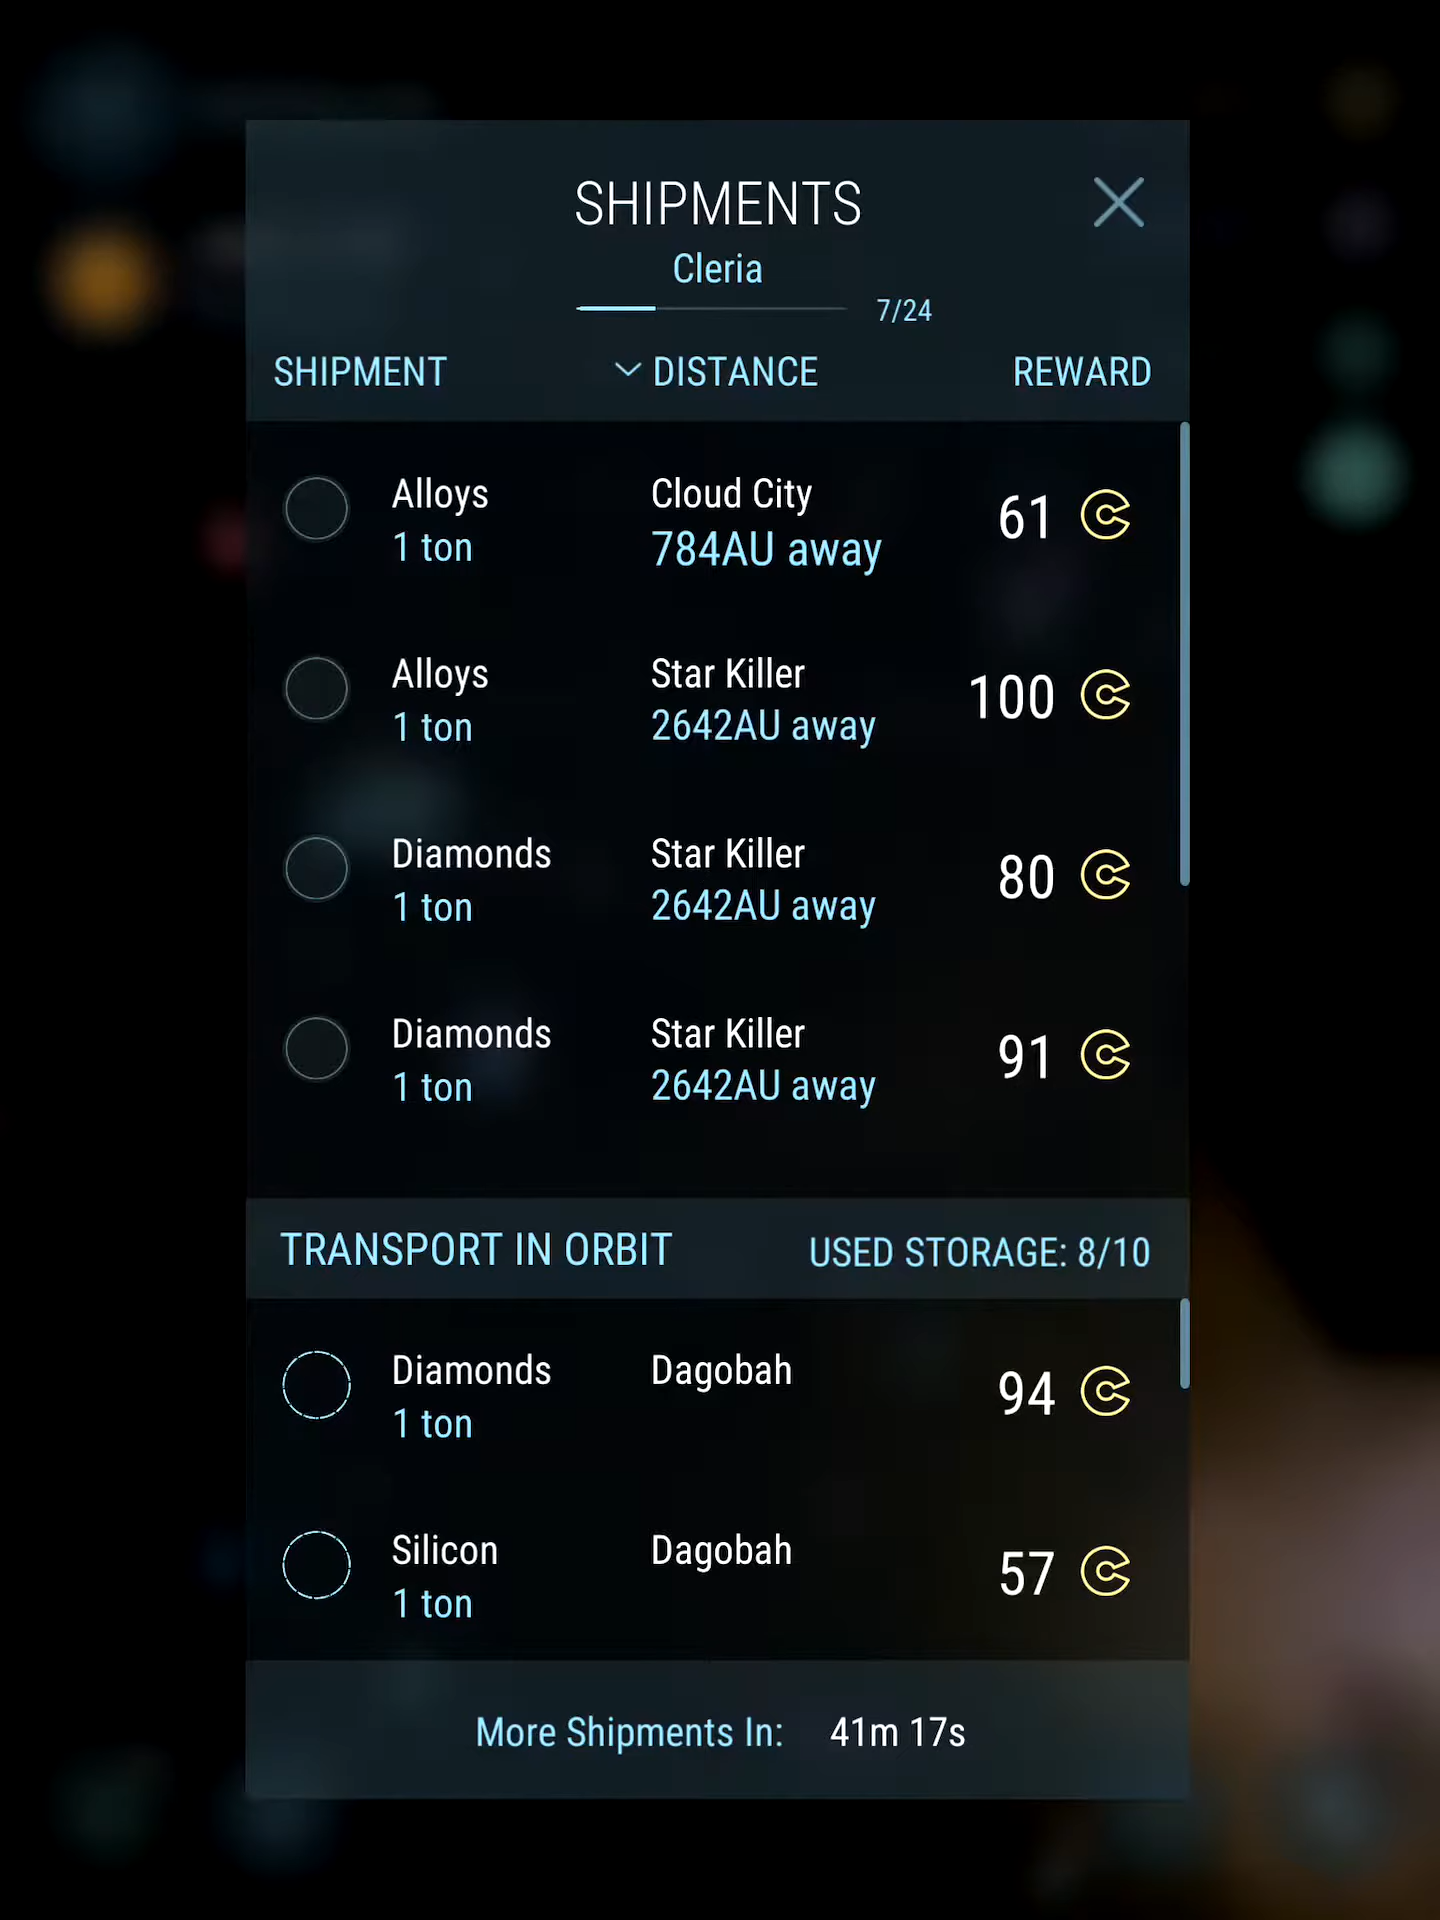 SHIPMENTS
Cleria
7/24
SHIPMENT DISTANCE REWARD
Alloys Cloud City 61
1 ton 784AU away
Alloys Star Killer 100
1 ton 2642AU away
Diamonds Star Killer 80
1 ton 2642AU away
Diamonds Star Killer 91
1 ton 2642AU away
TRANSPORT IN ORBIT USED STORAGE: 8/10
Diamonds Dagobah 94
1 ton
Silicon Dagobah 57
1 ton
More Shipments In: 41m 17s